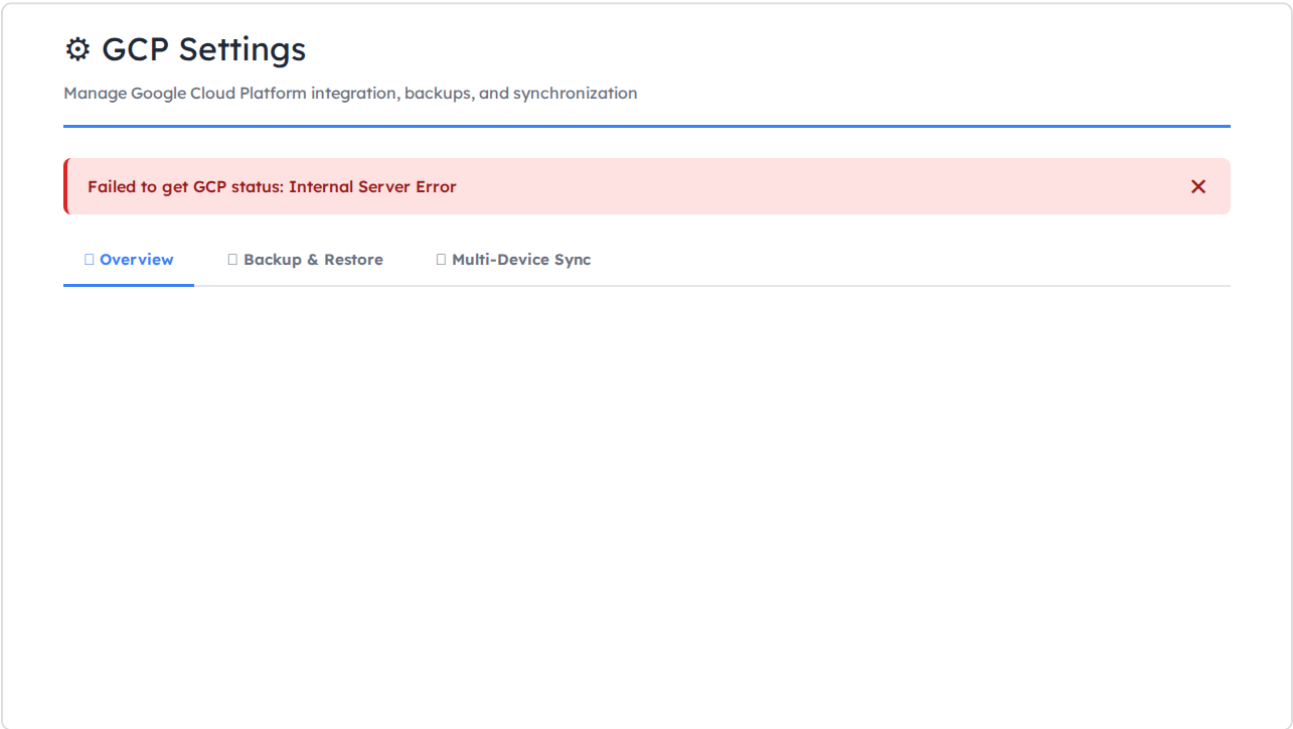 ⚙ GCP Settings
Manage Google Cloud Platform integration, backups, and synchronization
Failed to get GCP status: Internal Server Error ✕
Overview Backup & Restore Multi-Device Sync